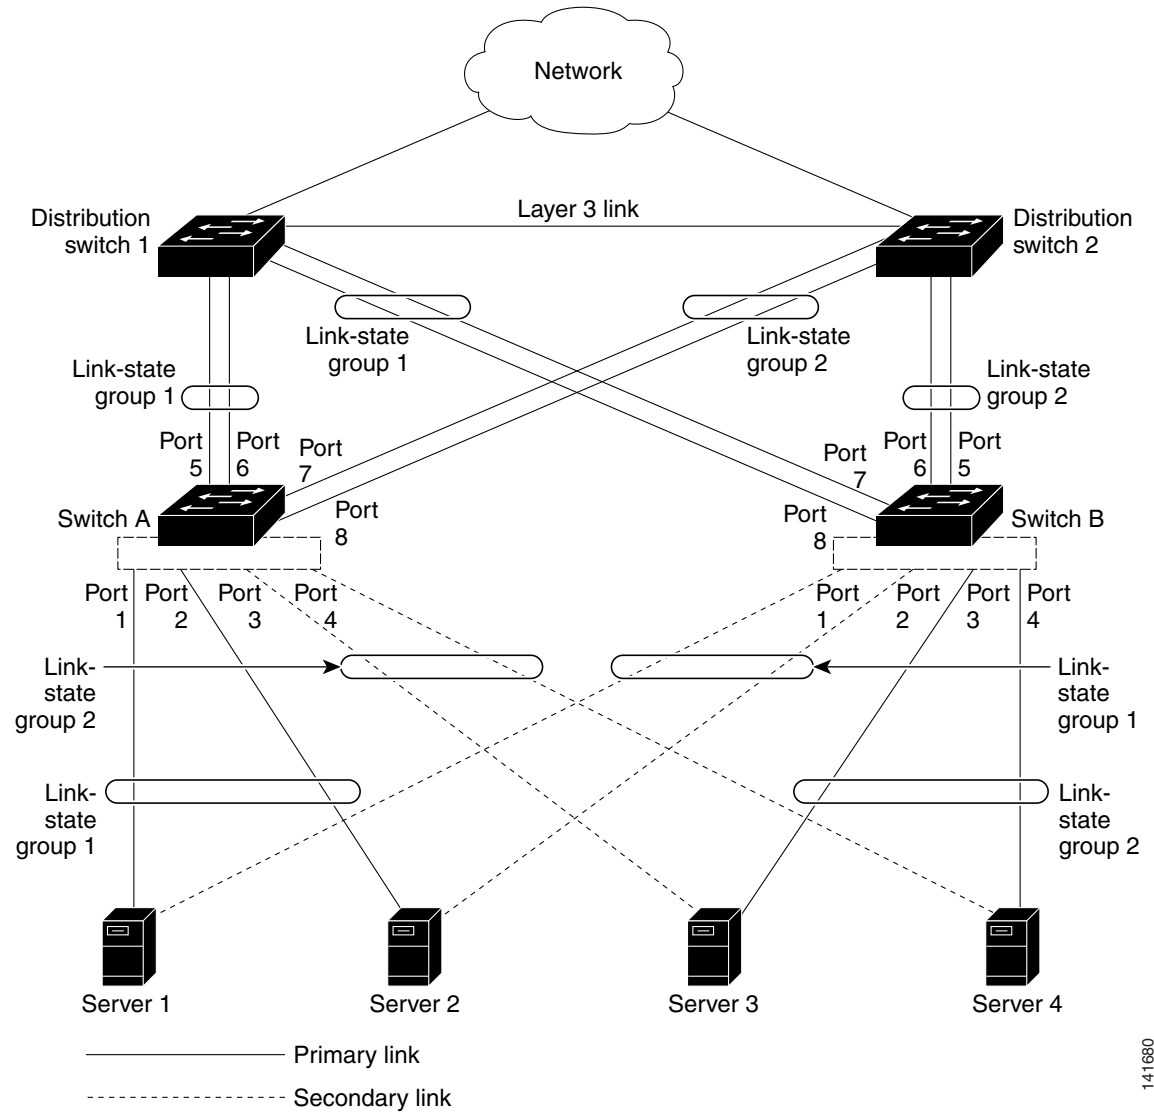 Network
Layer 3 link
Distribution
switch 1
Distribution
switch 2
Link-state
group 1
Link-state
group 2
Link-state
group 1
Link-state
group 2
Port
5
Port
6
Port
7
Port
8
Port
7
Port
6
Port
5
Port
8
Switch A
Switch B
Port
1
Port
2
Port
3
Port
4
Port
1
Port
2
Port
3
Port
4
Link-
state
group 2
Link-
state
group 1
Link-
state
group 1
Link-
state
group 2
Server 1
Server 2
Server 3
Server 4
Primary link
Secondary link
141680